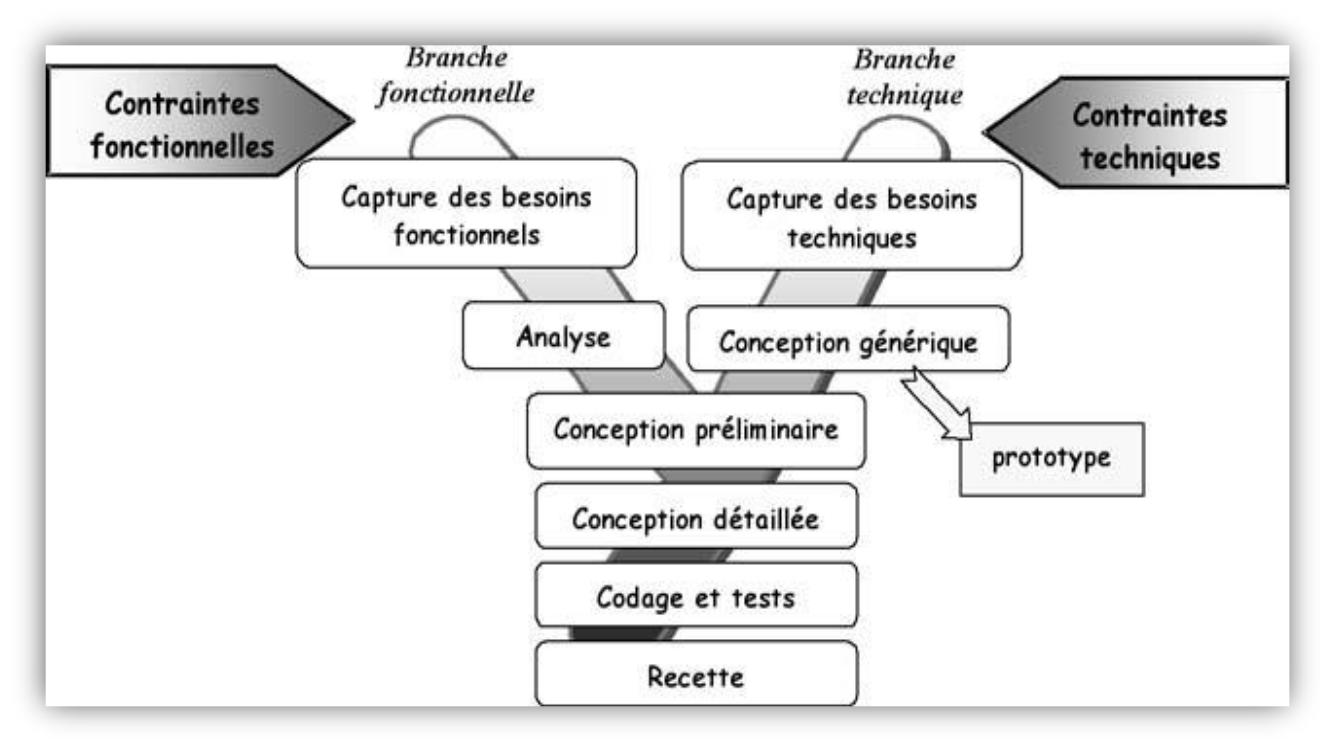 Branche
fonctionnelle
Branche
technique
Contraintes
fonctionnelles
Contraintes
techniques
Capture des besoins
fonctionnels
Capture des besoins
techniques
Analyse
Conception générique
Conception préliminaire
prototype
Conception détaillée
Codage et tests
Recette